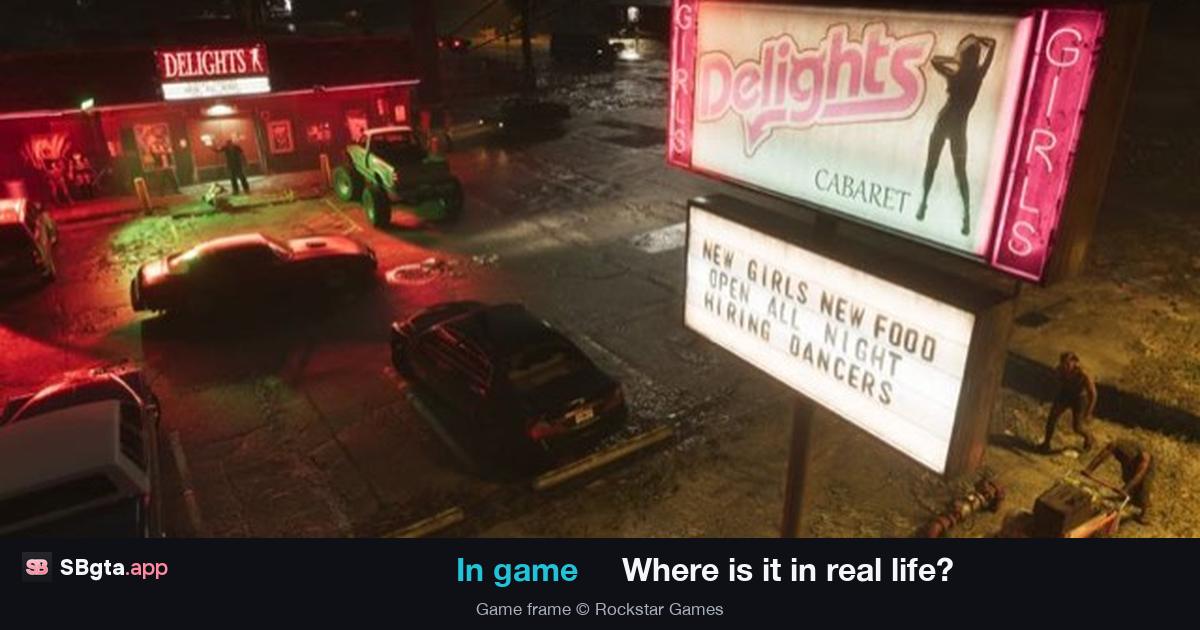 DELIGHTS
GIRLS
Delights
CABARET
GIRLS
NEW GIRLS NEW FOOD
OPEN ALL NIGHT
HIRING DANCERS
SB SBgta.app
In game Where is it in real life?
Game frame © Rockstar Games